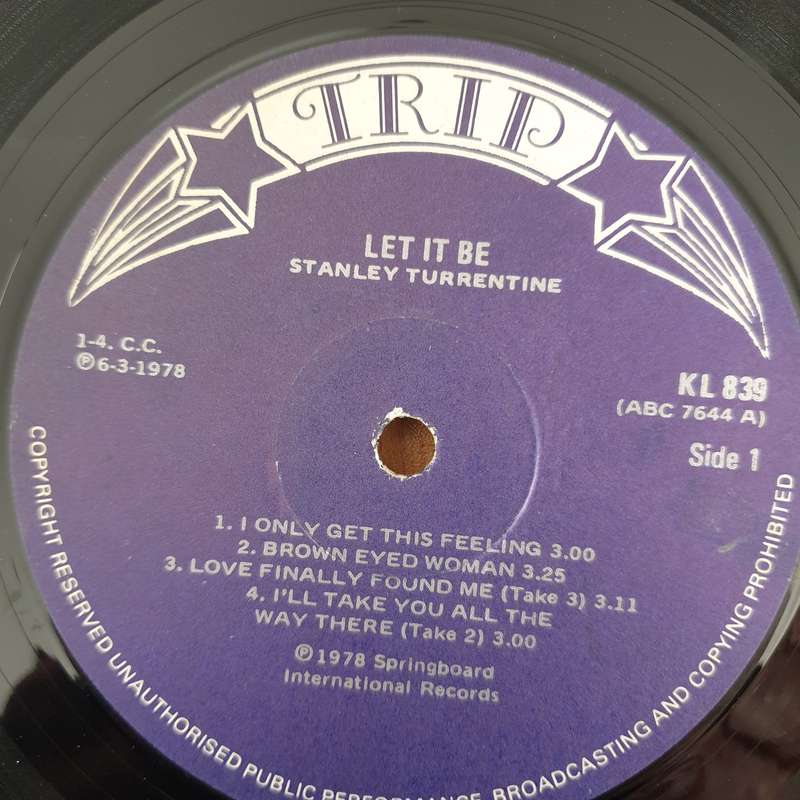 TRIP
LET IT BE
STANLEY TURRENTINE
1-4. C.C.
Ⓟ6-3-1978
KL 839
(ABC 7644 A)
Side 1
1. I ONLY GET THIS FEELING 3.00
2. BROWN EYED WOMAN 3.25
3. LOVE FINALLY FOUND ME (Take 3) 3.11
4. I'LL TAKE YOU ALL THE
WAY THERE (Take 2) 3.00
Ⓟ1978 Springboard
International Records
COPYRIGHT RESERVED UNAUTHORISED PUBLIC PERFORMANCE, BROADCASTING AND COPYING PROHIBITED